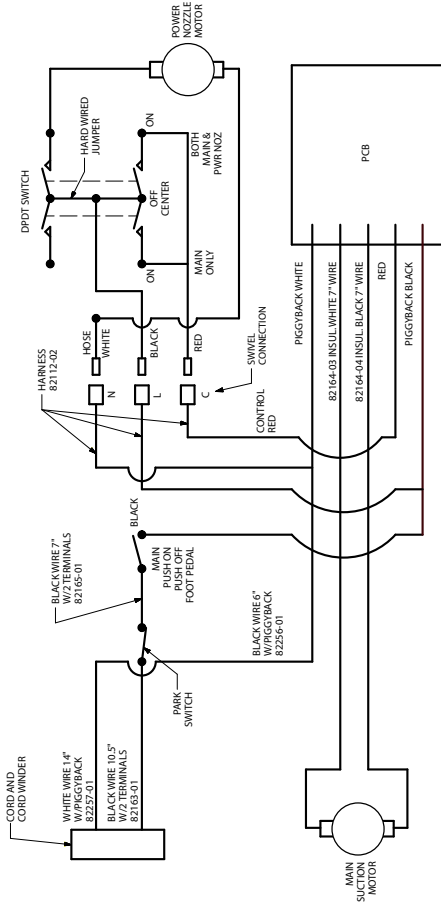 CORD AND
CORD WINDER
WHITE WIRE 14"
W/PIGGYBACK
82257-01
BLACK WIRE 10.5"
W/2 TERMINALS
82163-01
PARK
SWITCH
BLACK WIRE 7"
W/2 TERMINALS
82165-01
BLACK
MAIN
PUSH ON
PUSH OFF
FOOT PEDAL
BLACK WIRE 6"
W/PIGGYBACK
82256-01
HARNESS
82112-02
N
L
C
HOSE
WHITE
BLACK
RED
SWIVEL
CONNECTION
CONTROL
RED
DPDT SWITCH
HARD WIRED
JUMPER
ON
OFF
CENTER
ON
MAIN
ONLY
BOTH
MAIN &
PWR NOZ
POWER
NOZZLE
MOTOR
MAIN
SUCTION
MOTOR
PIGGYBACK WHITE
82164-03 INSUL. WHITE 7" WIRE
82164-04 INSUL. BLACK 7" WIRE
RED
PIGGYBACK BLACK
PCB